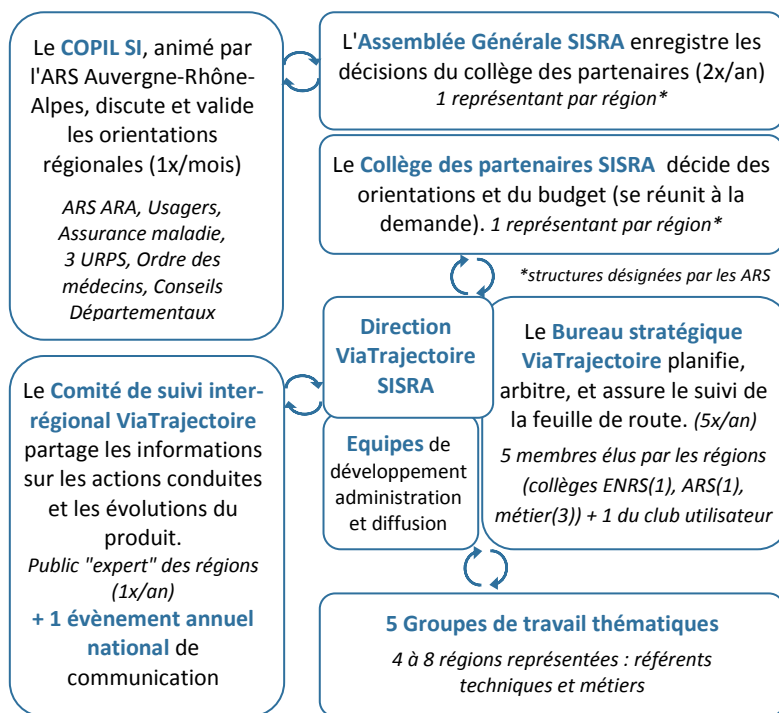 Le COPIL SI, animé par
l'ARS Auvergne-Rhône-
Alpes, discute et valide
les orientations
régionales (1x/mois)
ARS ARA, Usagers,
Assurance maladie,
3 URPS, Ordre des
médecins, Conseils
Départementaux
L'Assemblée Générale SISRA enregistre les
décisions du collège des partenaires (2x/an)
1 représentant par région*
Le Collège des partenaires SISRA décide des
orientations et du budget (se réunit à la
demande). 1 représentant par région*
*structures désignées par les ARS
Direction
ViaTrajectoire
SISRA
Le Bureau stratégique
ViaTrajectoire planifie,
arbitre, et assure le suivi de
la feuille de route. (5x/an)
5 membres élus par les régions
(collèges ENRS(1), ARS(1),
métier(3)) + 1 du club utilisateur
Le Comité de suivi inter-
régional ViaTrajectoire
partage les informations
sur les actions conduites
et les évolutions du
produit.
Public "expert" des régions
(1x/an)
+ 1 évènement annuel
national de
communication
Equipes de
développement
administration
et diffusion
5 Groupes de travail thématiques
4 à 8 régions représentées : référents
techniques et métiers